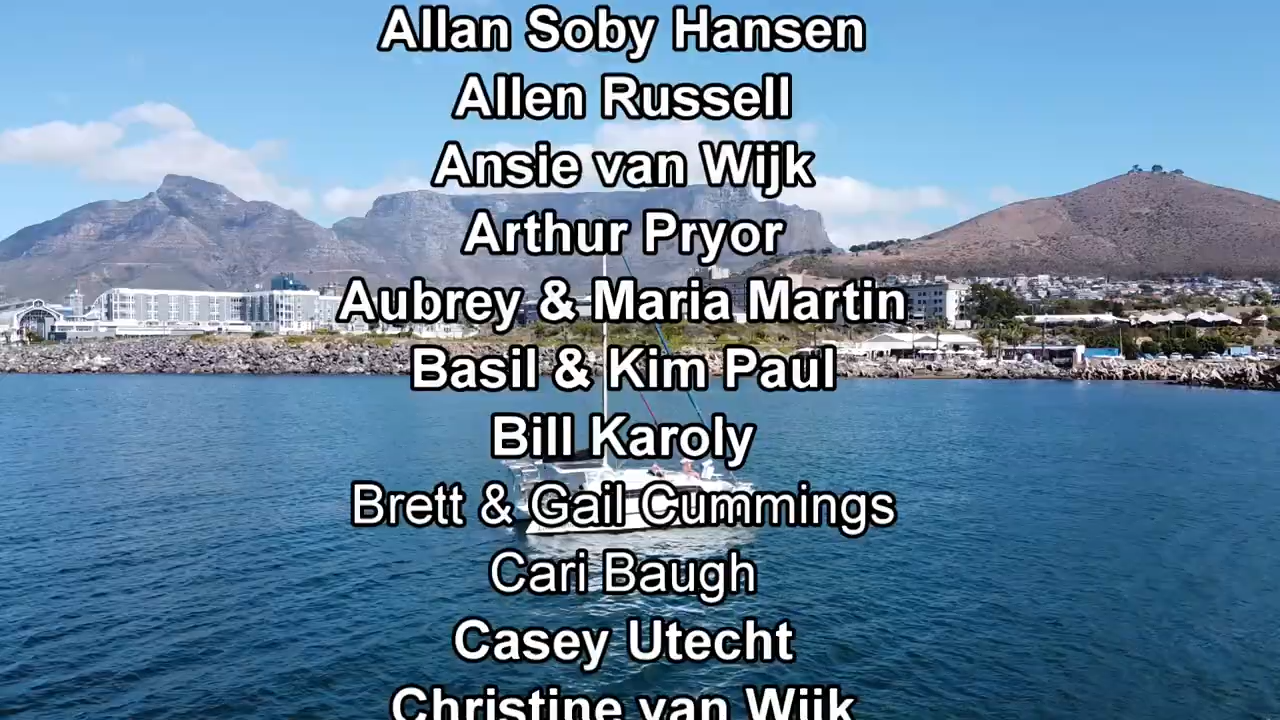 Allan Soby Hansen
Allen Russell
Ansie van Wijk
Arthur Pryor
Aubrey & Maria Martin
Basil & Kim Paul
Bill Karoly
Brett & Gail Cummings
Cari Baugh
Casey Utecht
Christine van Wijk